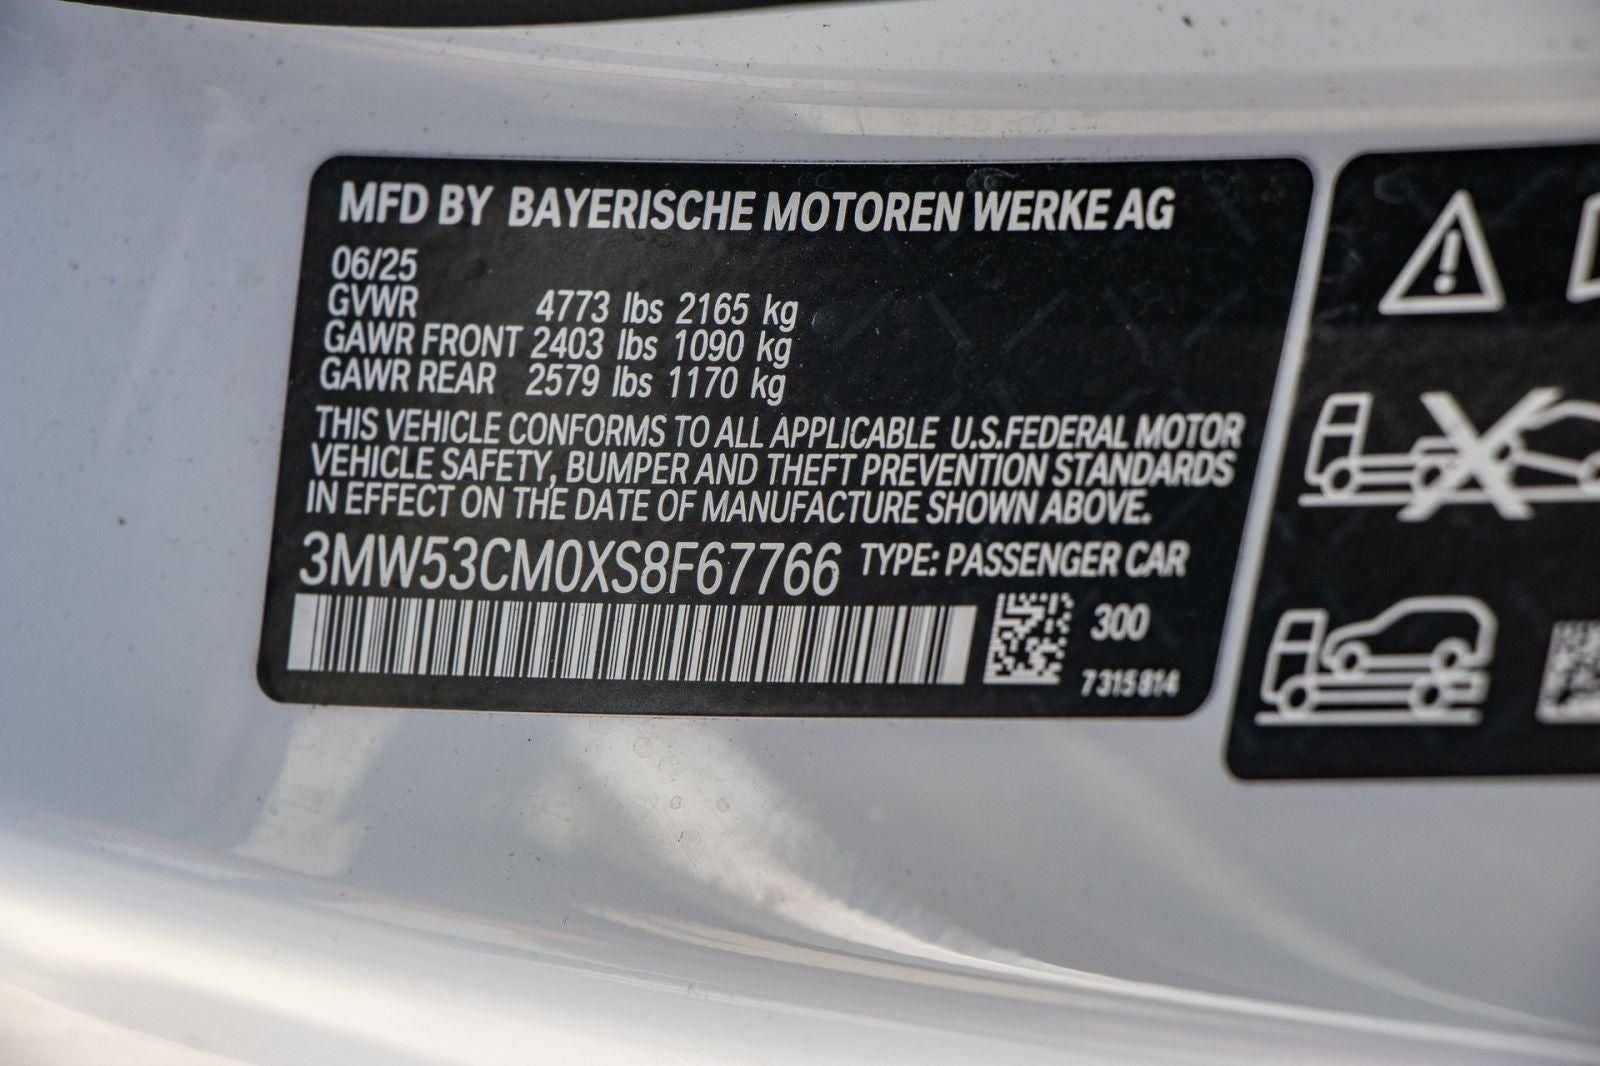 MFD BY BAYERISCHE MOTOREN WERKE AG
06/25
GVWR 4773 lbs 2165 kg
GAWR FRONT 2403 lbs 1090 kg
GAWR REAR 2579 lbs 1170 kg
THIS VEHICLE CONFORMS TO ALL APPLICABLE U.S.FEDERAL MOTOR
VEHICLE SAFETY, BUMPER AND THEFT PREVENTION STANDARDS
IN EFFECT ON THE DATE OF MANUFACTURE SHOWN ABOVE.
3MW53CM0XS8F67766 TYPE: PASSENGER CAR
300
7315814